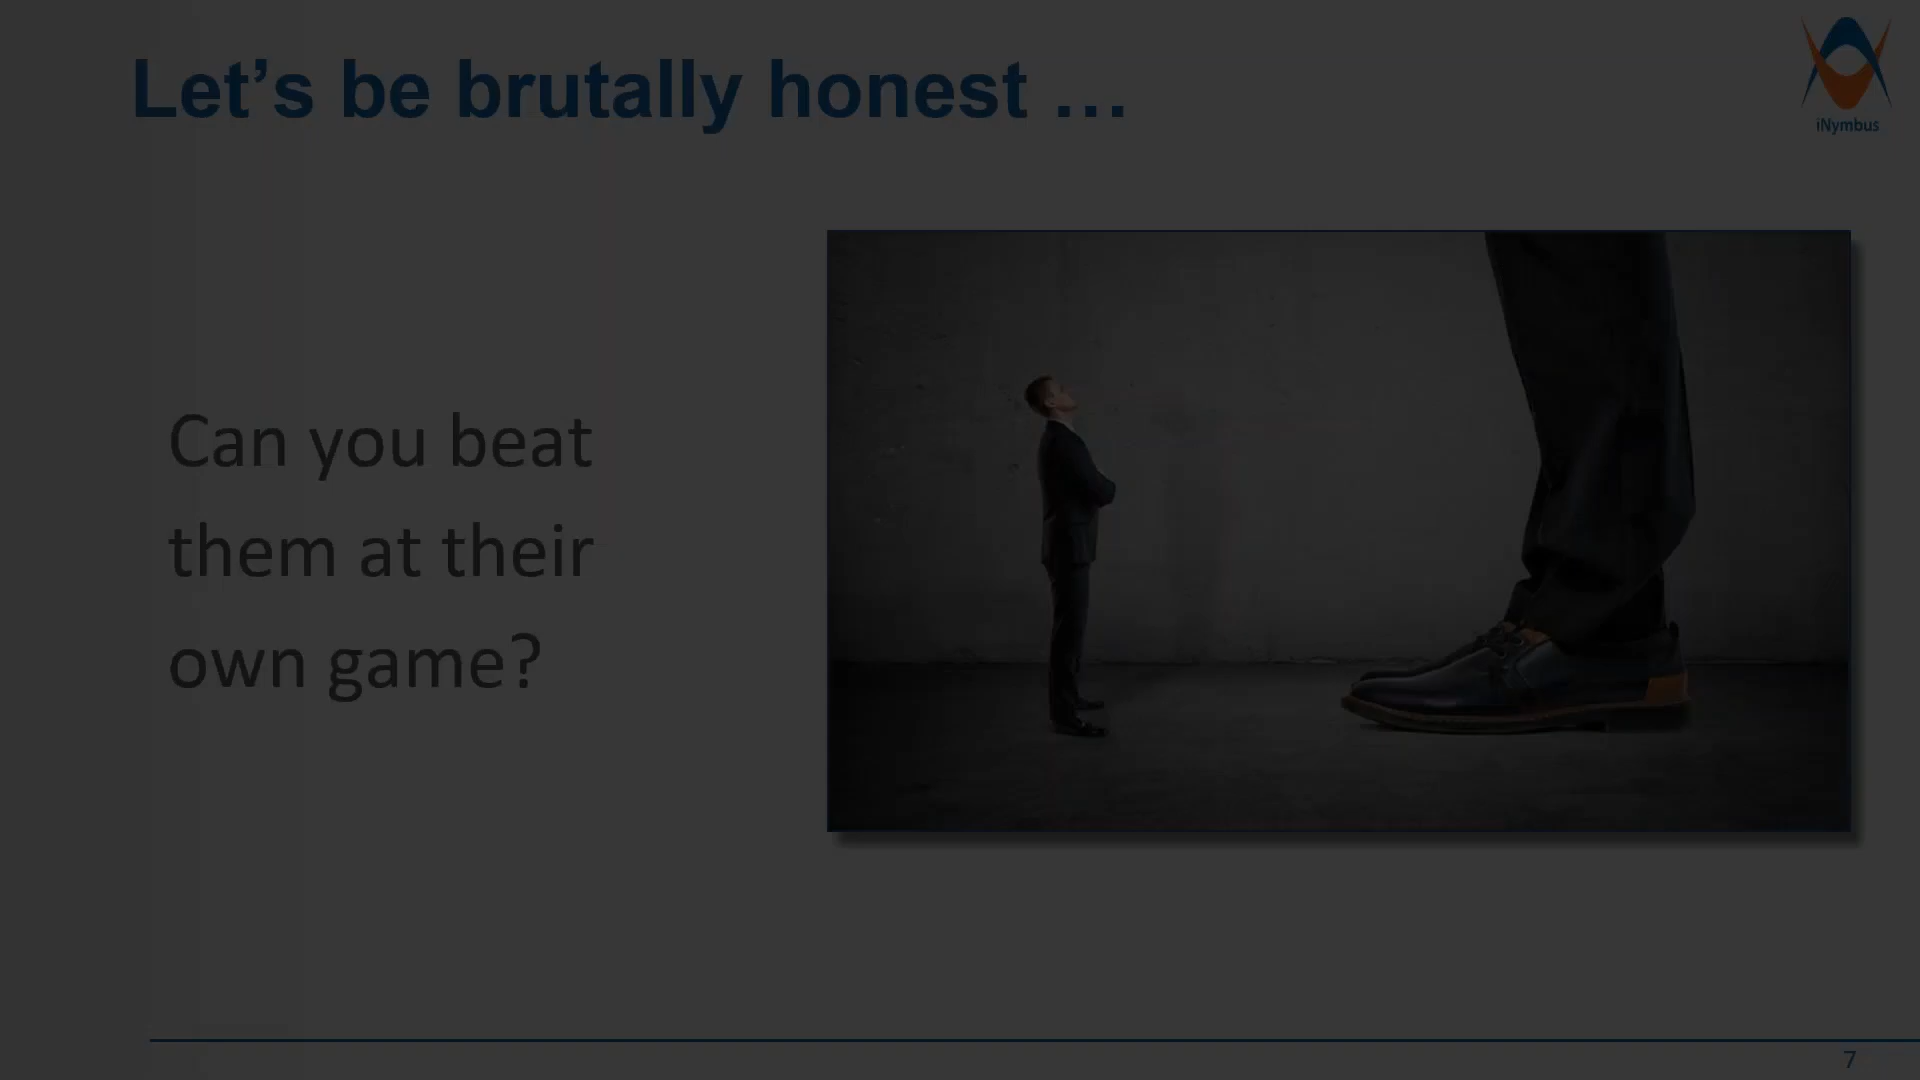 Let’s be brutally honest …
iNymbus
Can you beat
them at their
own game?
7